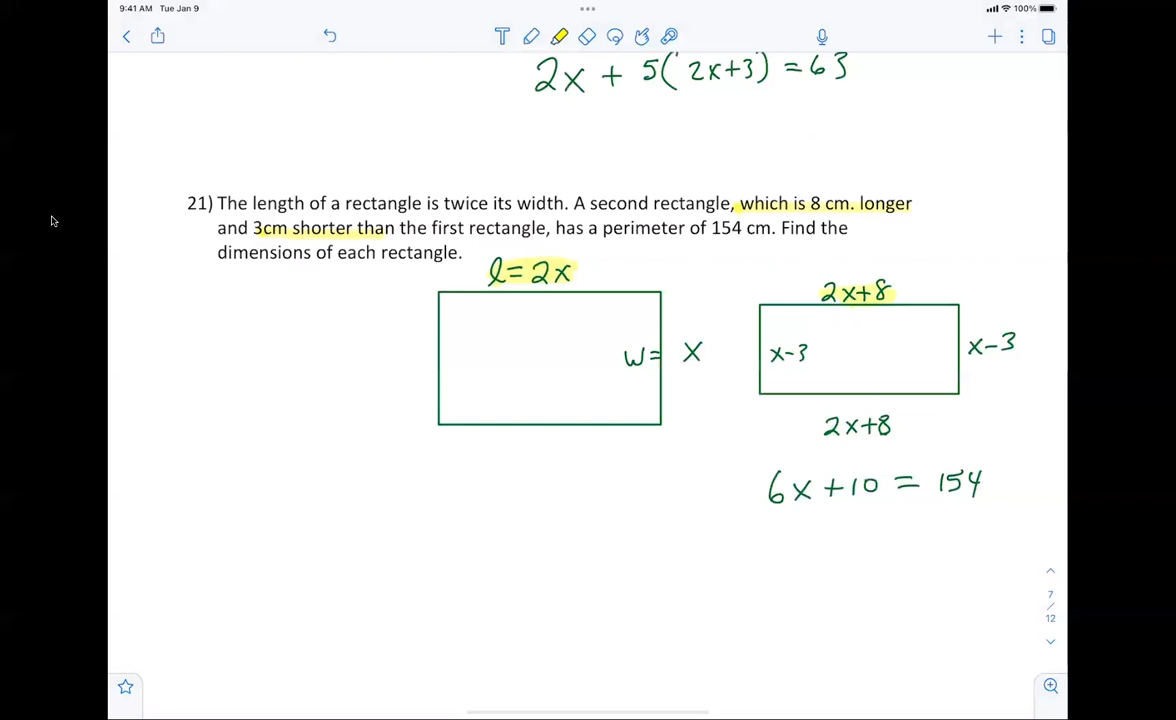 9:41 AM Tue Jan 9
100%
2x + 5(2x+3) = 63
21) The length of a rectangle is twice its width. A second rectangle, which is 8 cm. longer
and 3cm shorter than the first rectangle, has a perimeter of 154 cm. Find the
dimensions of each rectangle.
l = 2x
w = x
2x+8
x-3
x-3
2x+8
6x + 10 = 154
7
/
12